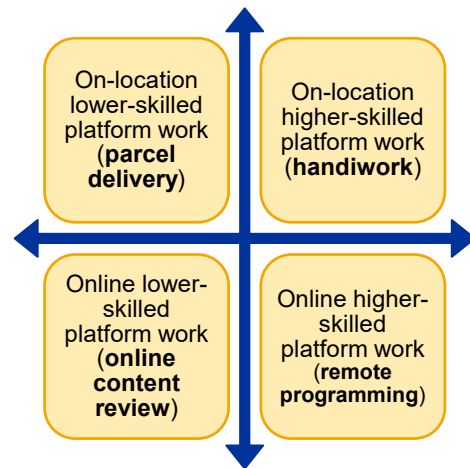 On-location
lower-skilled
platform work
(parcel
delivery)
On-location
higher-skilled
platform work
(handiwork)
Online lower-
skilled
platform work
(online
content
review)
Online higher-
skilled
platform work
(remote
programming)